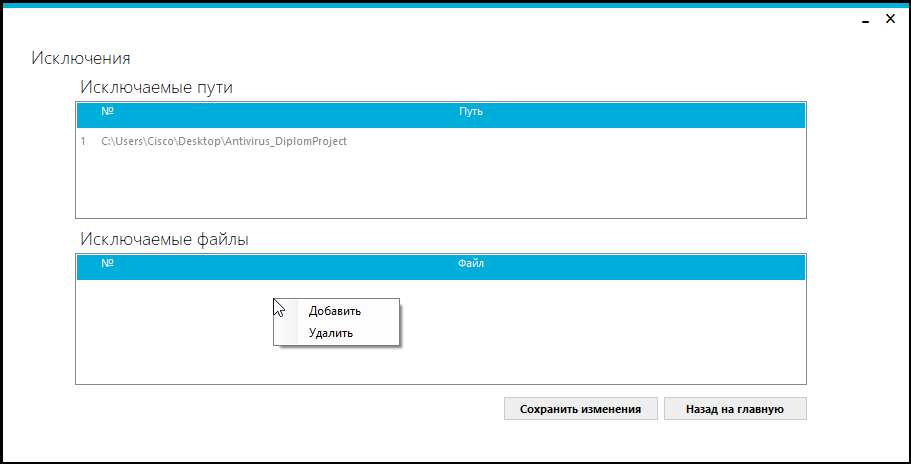 Исключения
Исключаемые пути
№ Путь
1 C:\Users\Cisco\Desktop\Antivirus_DiplomProject
Исключаемые файлы
№ Файл
Добавить
Удалить
Сохранить изменения Назад на главную